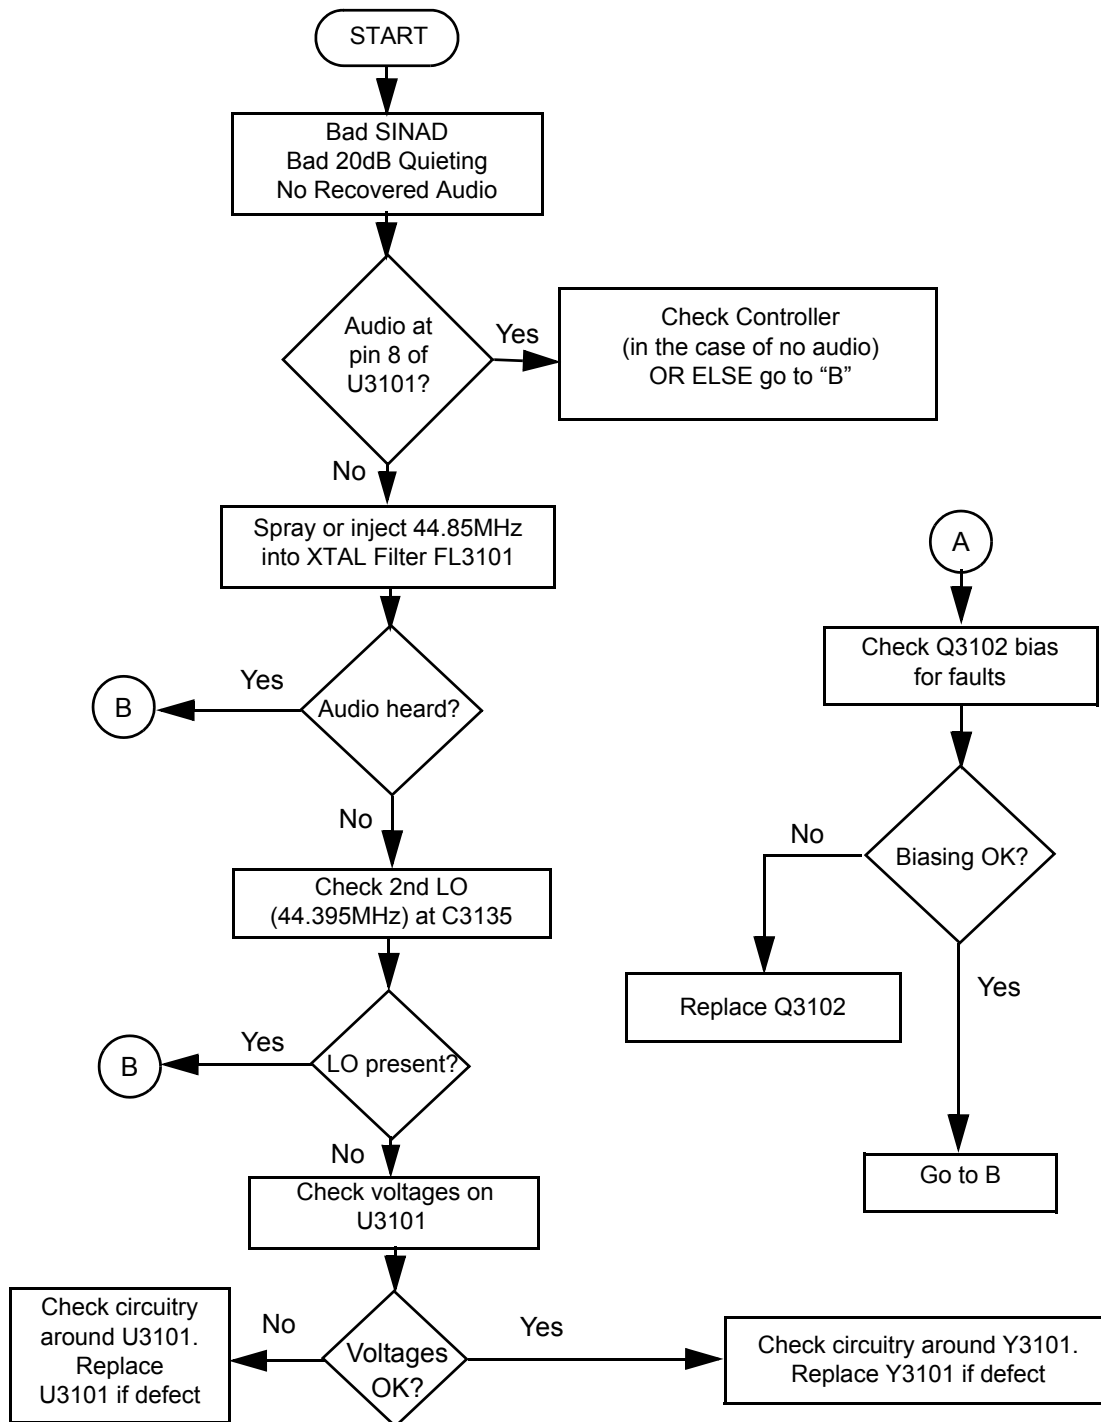 START
Bad SINAD
Bad 20dB Quieting
No Recovered Audio
Audio at
pin 8 of
U3101?
Yes
Check Controller
(in the case of no audio)
OR ELSE go to “B”
No
Spray or inject 44.85MHz
into XTAL Filter FL3101
Audio heard?
Yes
B
No
Check 2nd LO
(44.395MHz) at C3135
LO present?
Yes
B
No
Check voltages on
U3101
Voltages
OK?
No
Check circuitry
around U3101.
Replace
U3101 if defect
Yes
Check circuitry around Y3101.
Replace Y3101 if defect
A
Check Q3102 bias
for faults
Biasing OK?
No
Replace Q3102
Yes
Go to B